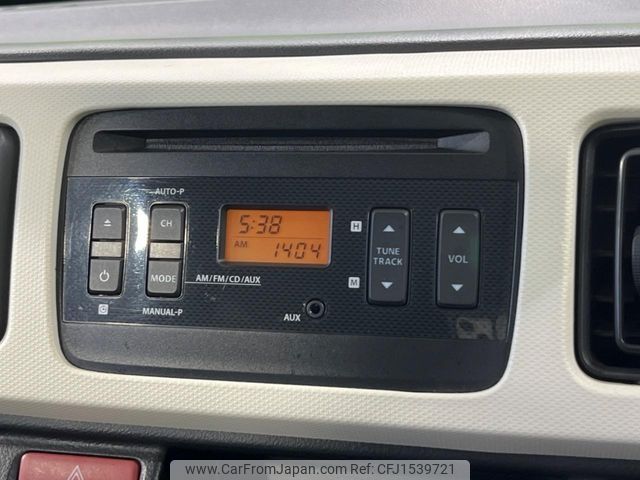 AUTO-P
CH
5:38
AM 1404
H
TUNE
TRACK
VOL
MODE
AM/FM/CD/AUX
M
C
MANUAL-P
AUX
www.CarFromJapan.com - Ref No: CFJ1539721